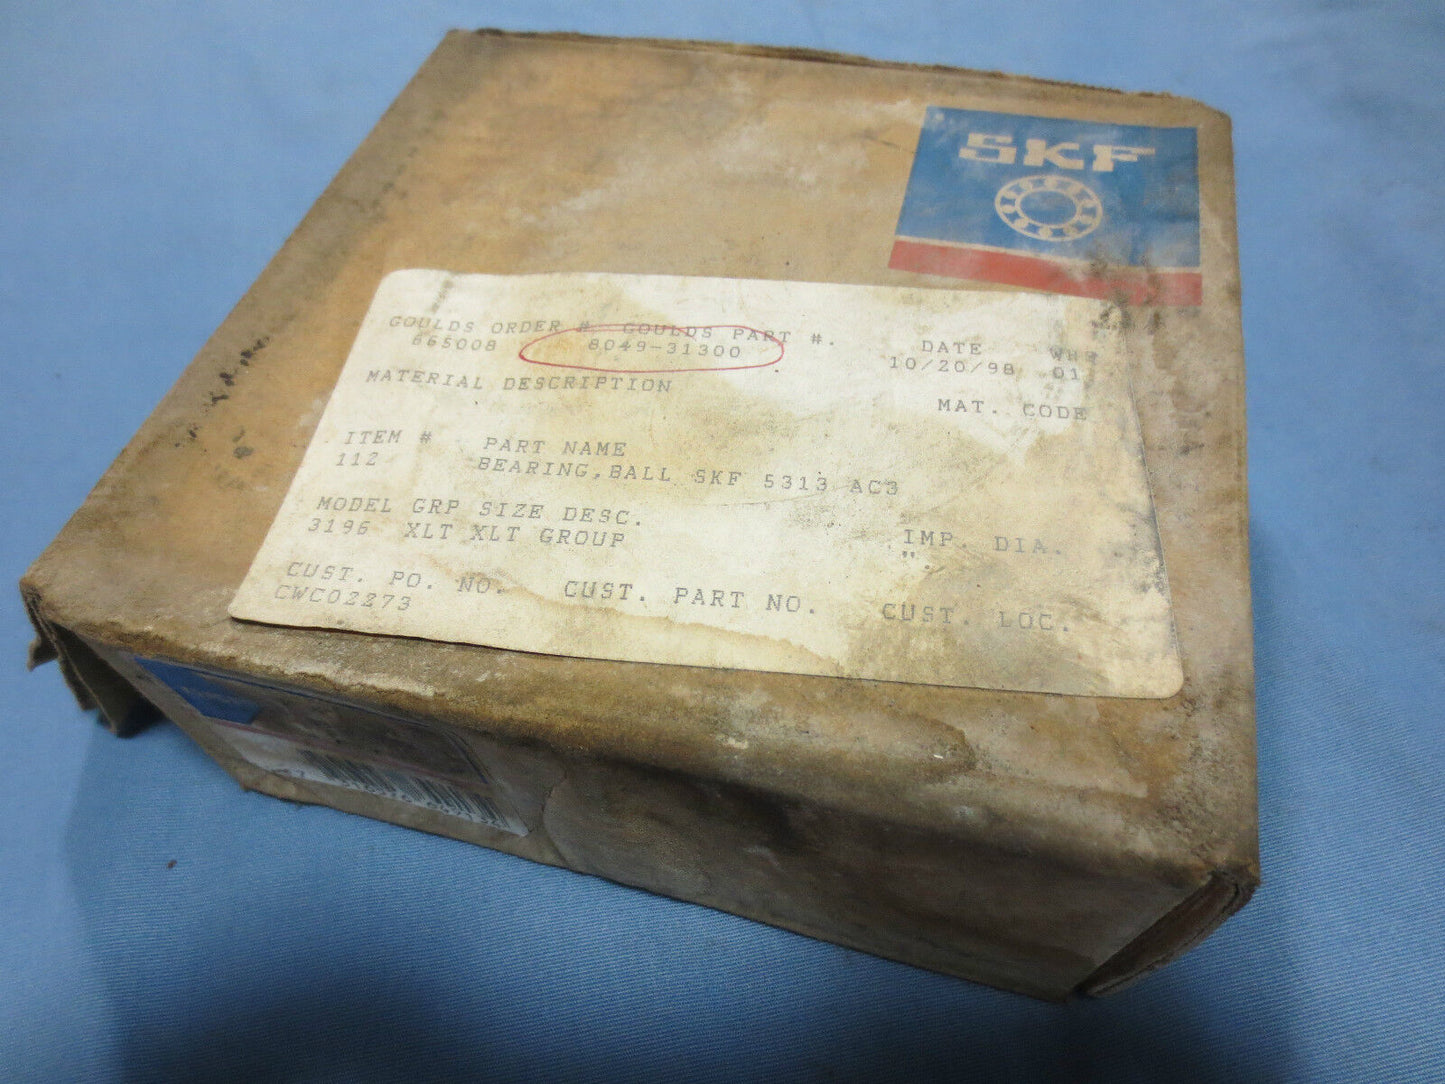 SKF
GOULDS ORDER # GOULDS PART #. DATE WHE
665008 8049-31300 10/20/98 01
MATERIAL DESCRIPTION MAT. CODE
ITEM # PART NAME
112 BEARING,BALL SKF 5313 AC3
MODEL GRP SIZE DESC. IMP. DIA.
3196 XLT XLT GROUP ".
CUST. PO. NO. CUST. PART NO. CUST. LOC.
CWC02273